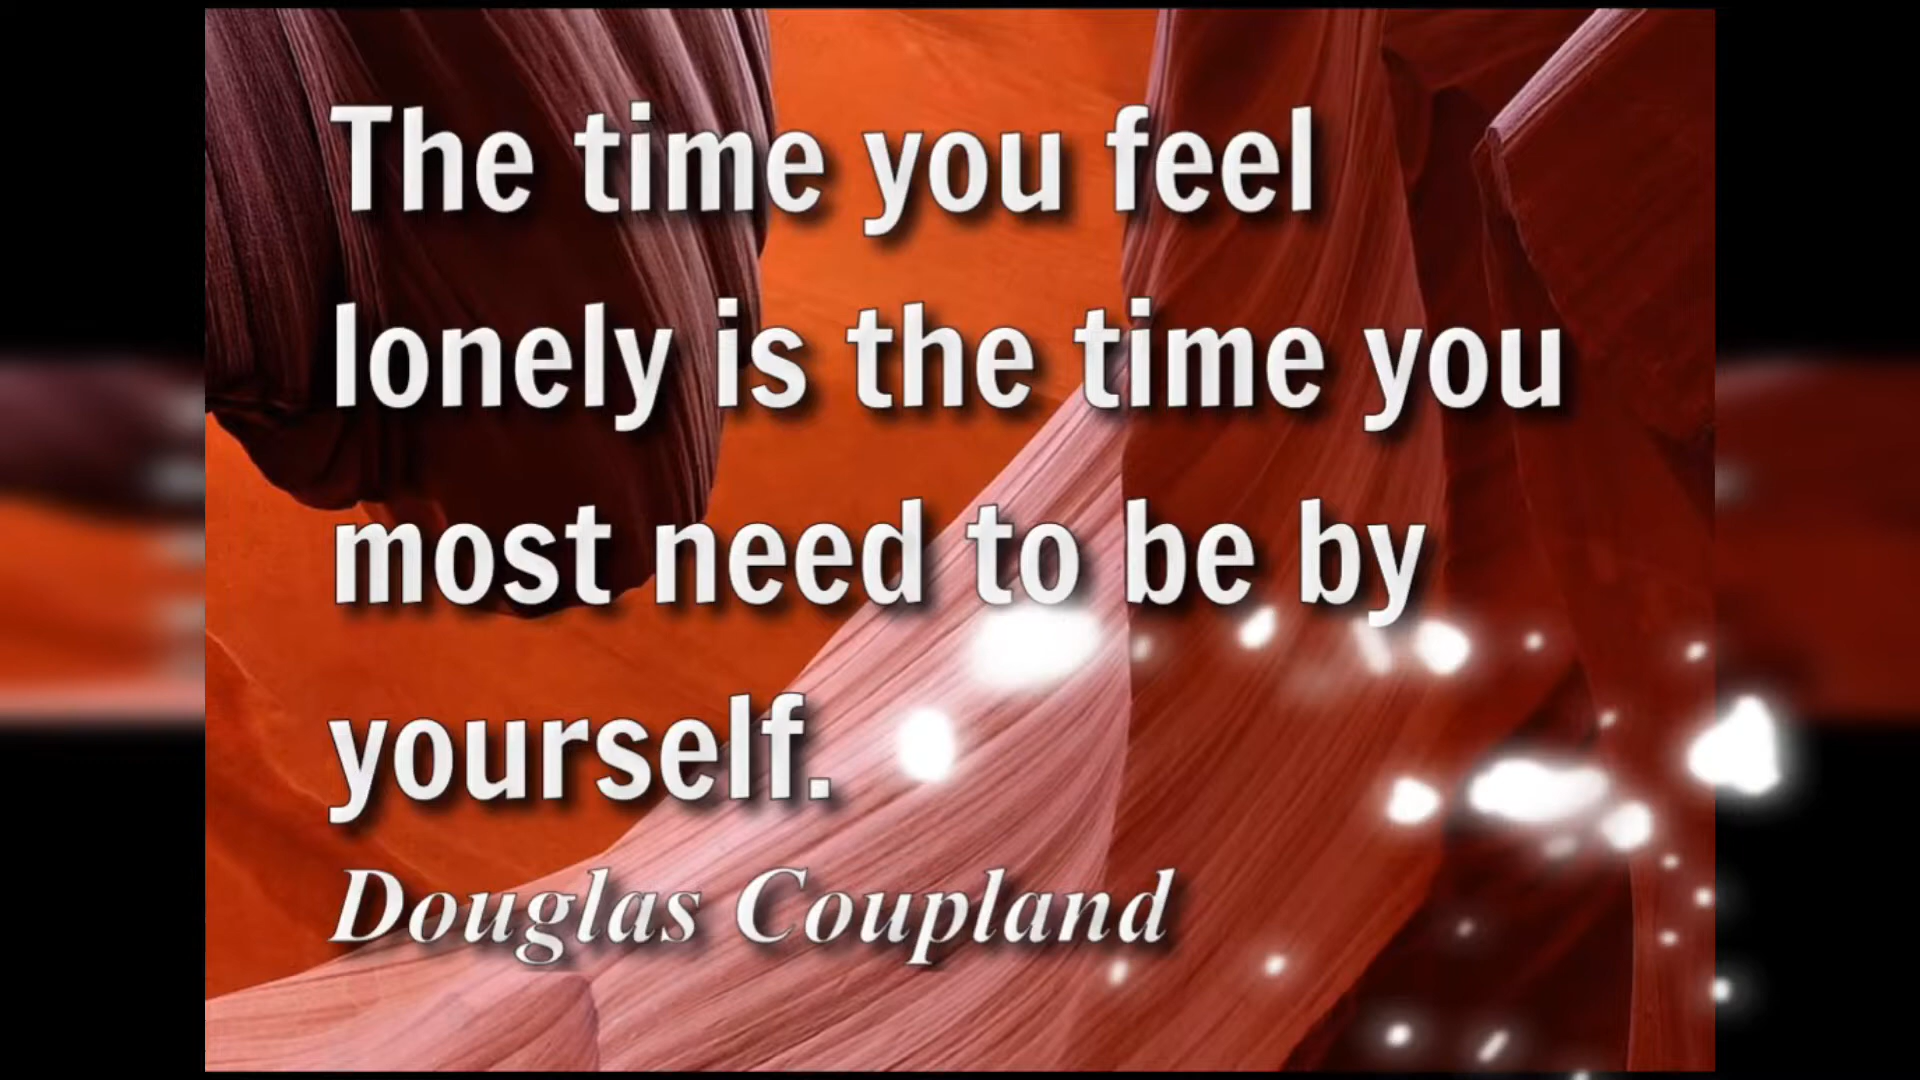 The time you feel
lonely is the time you
most need to be by
yourself.
Douglas Coupland